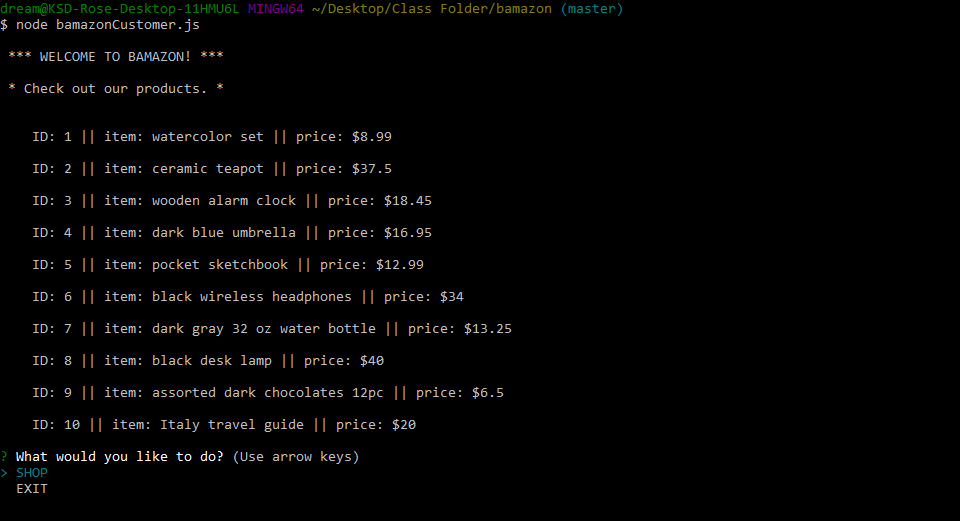 dream@KSD-Rose-Desktop-11HMU6L MINGW64 ~/Desktop/Class Folder/bamazon (master)
$ node bamazonCustomer.js
*** WELCOME TO BAMAZON! ***
* Check out our products. *
ID: 1 || item: watercolor set || price: $8.99
ID: 2 || item: ceramic teapot || price: $37.5
ID: 3 || item: wooden alarm clock || price: $18.45
ID: 4 || item: dark blue umbrella || price: $16.95
ID: 5 || item: pocket sketchbook || price: $12.99
ID: 6 || item: black wireless headphones || price: $34
ID: 7 || item: dark gray 32 oz water bottle || price: $13.25
ID: 8 || item: black desk lamp || price: $40
ID: 9 || item: assorted dark chocolates 12pc || price: $6.5
ID: 10 || item: Italy travel guide || price: $20
? What would you like to do? (Use arrow keys)
> SHOP
EXIT